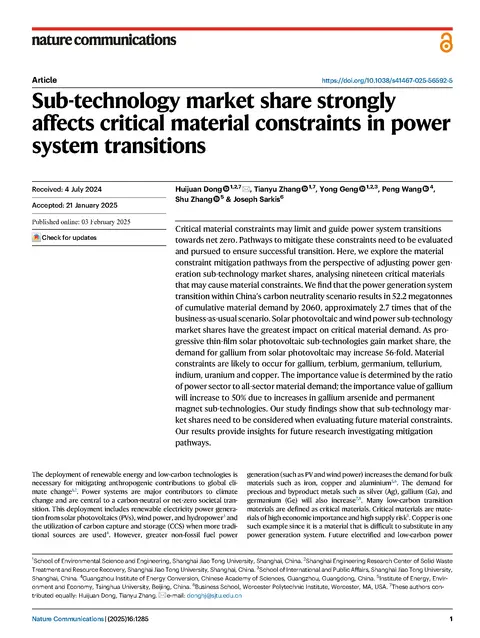 nature communications
Article
https://doi.org/10.1038/s41467-025-56592-5
Sub-technology market share strongly
affects critical material constraints in power
system transitions
Received: 4 July 2024
Accepted: 21 January 2025
Published online: 03 February 2025
Check for updates
Huijuan Dong 1,2,7, Tianyu Zhang 1,7, Yong Geng 1,2,3, Peng Wang 4,
Shu Zhang 5 & Joseph Sarkis 6
Critical material constraints may limit and guide power system transitions
towards net zero. Pathways to mitigate these constraints need to be evaluated
and pursued to ensure successful transition. Here, we explore the material
constraint mitigation pathways from the perspective of adjusting power gen-
eration sub-technology market shares, analysing nineteen critical materials
that may cause material constraints. We find that the power generation system
transition within China's carbon neutrality scenario results in 52.2 megatonnes
of cumulative material demand by 2060, approximately 2.7 times that of the
business-as-usual scenario. Solar photovoltaic and wind power sub-technology
market shares have the greatest impact on critical material demand. As pro-
gressive thin-film solar photovoltaic sub-technologies gain market share, the
demand for gallium from solar photovoltaic may increase 56-fold. Material
constraints are likely to occur for gallium, terbium, germanium, tellurium,
indium, uranium and copper. The importance value is determined by the ratio
of power sector to all-sector material demand; the importance value of gallium
will increase to 50% due to increases in gallium arsenide and permanent
magnet sub-technologies. Our study findings show that sub-technology mar-
ket shares need to be considered when evaluating future material constraints.
Our results provide insights for future research investigating mitigation
pathways.
The deployment of renewable energy and low-carbon technologies is
necessary for mitigating anthropogenic contributions to global cli-
mate change1,2. Power systems are major contributors to climate
change and are central to a carbon-neutral or net-zero societal tran-
sition. This deployment includes renewable electricity power genera-
tion from solar photovoltaics (PVs), wind power, and hydropower3 and
the utilization of carbon capture and storage (CCS) when more tradi-
tional sources are used4. However, greater non-fossil fuel power
generation (such as PV and wind power) increases the demand for bulk
materials such as iron, copper and aluminium5,6. The demand for
precious and byproduct metals such as silver (Ag), gallium (Ga) and
germanium (Ge) will also increase7,8. Many low-carbon transition
materials are defined as critical materials. Critical materials are mate-
rials of high economic importance and high supply risk9. Copper is one
such example since it is a material that is difficult to substitute in any
power generation system. Future electrified and low-carbon power
1School of Environmental Science and Engineering, Shanghai Jiao Tong University, Shanghai, China. 2Shanghai Engineering Research Center of Solid Waste
Treatment and Resource Recovery, Shanghai Jiao Tong University, Shanghai, China. 3School of International and Public Affairs, Shanghai Jiao Tong University,
Shanghai, China. 4Guangzhou Institute of Energy Conversion, Chinese Academy of Sciences, Guangzhou, Guangdong, China. 5Institute of Energy, Envir-
onment and Economy, Tsinghua University, Beijing, China. 6Business School, Worcester Polytechnic Institute, Worcester, MA, USA. 7These authors con-
tributed equally: Huijuan Dong, Tianyu Zhang. e-mail: donghj@sjtu.edu.cn
Nature Communications | (2025)16:1285
1